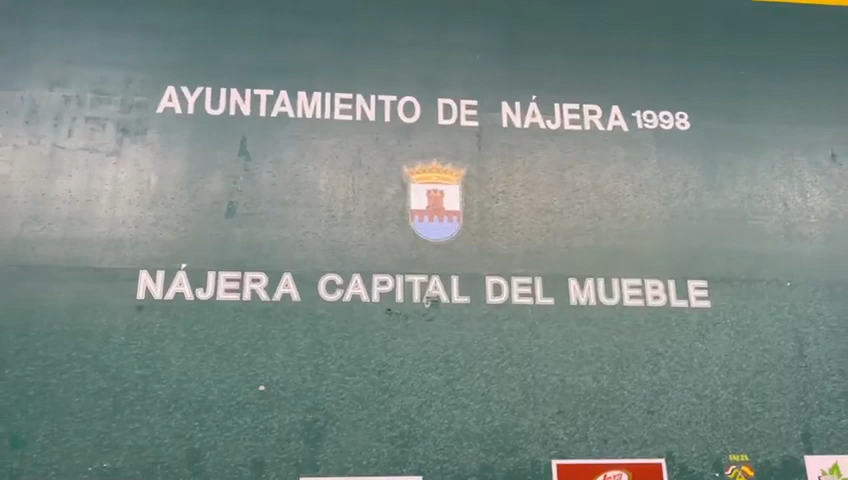 AYUNTAMIENTO DE NÁJERA 1998
NÁJERA CAPITAL DEL MUEBLE